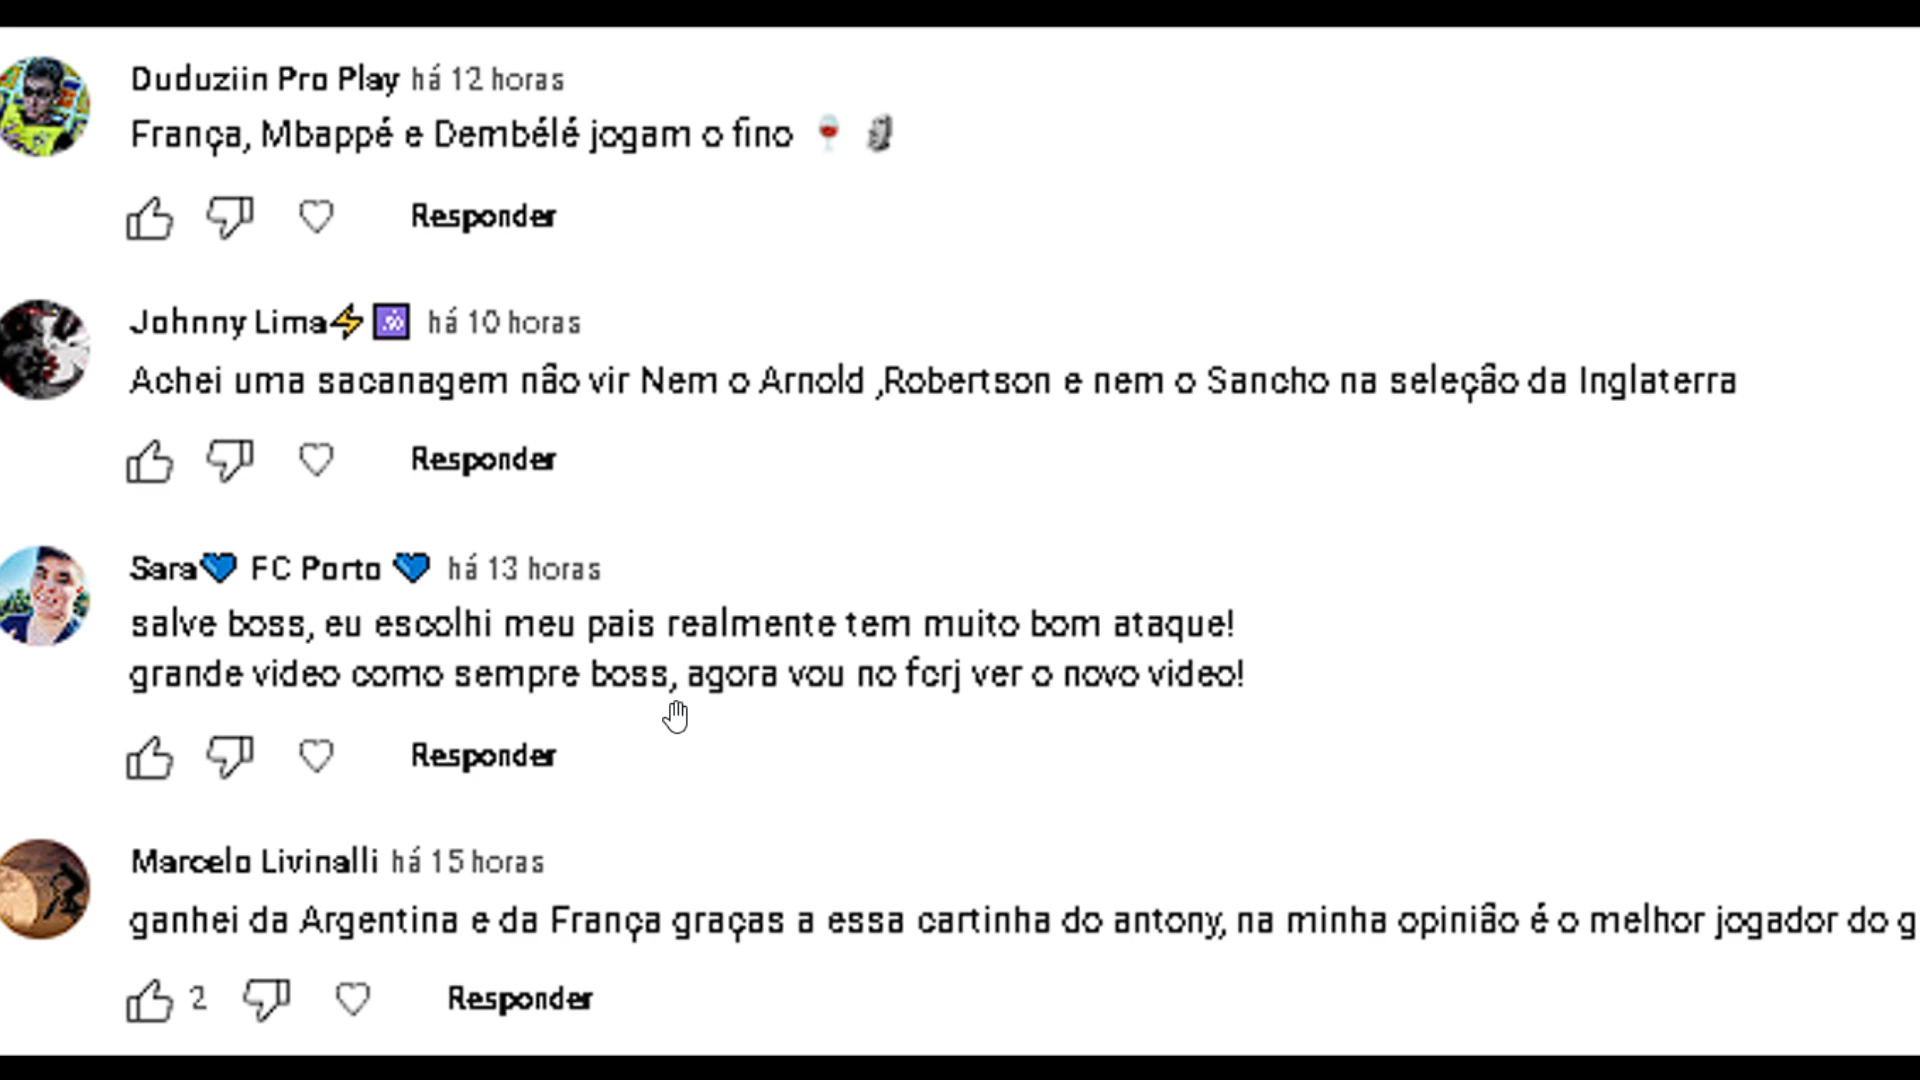 Duduziin Pro Play há 12 horas
França, Mbappé e Dembélé jogam o fino 🍷 🗿
Responder
Johnny Lima⚡ há 10 horas
Achei uma sacanagem não vir Nem o Arnold ,Robertson e nem o Sancho na seleção da Inglaterra
Responder
Sara💙 FC Porto 💙 há 13 horas
salve boss, eu escolhi meu pais realmente tem muito bom ataque!
grande video como sempre boss, agora vou no fcrj ver o novo video!
Responder
Marcelo Livinalli há 15 horas
ganhei da Argentina e da França graças a essa cartinha do antony, na minha opinião é o melhor jogador do g
2 Responder